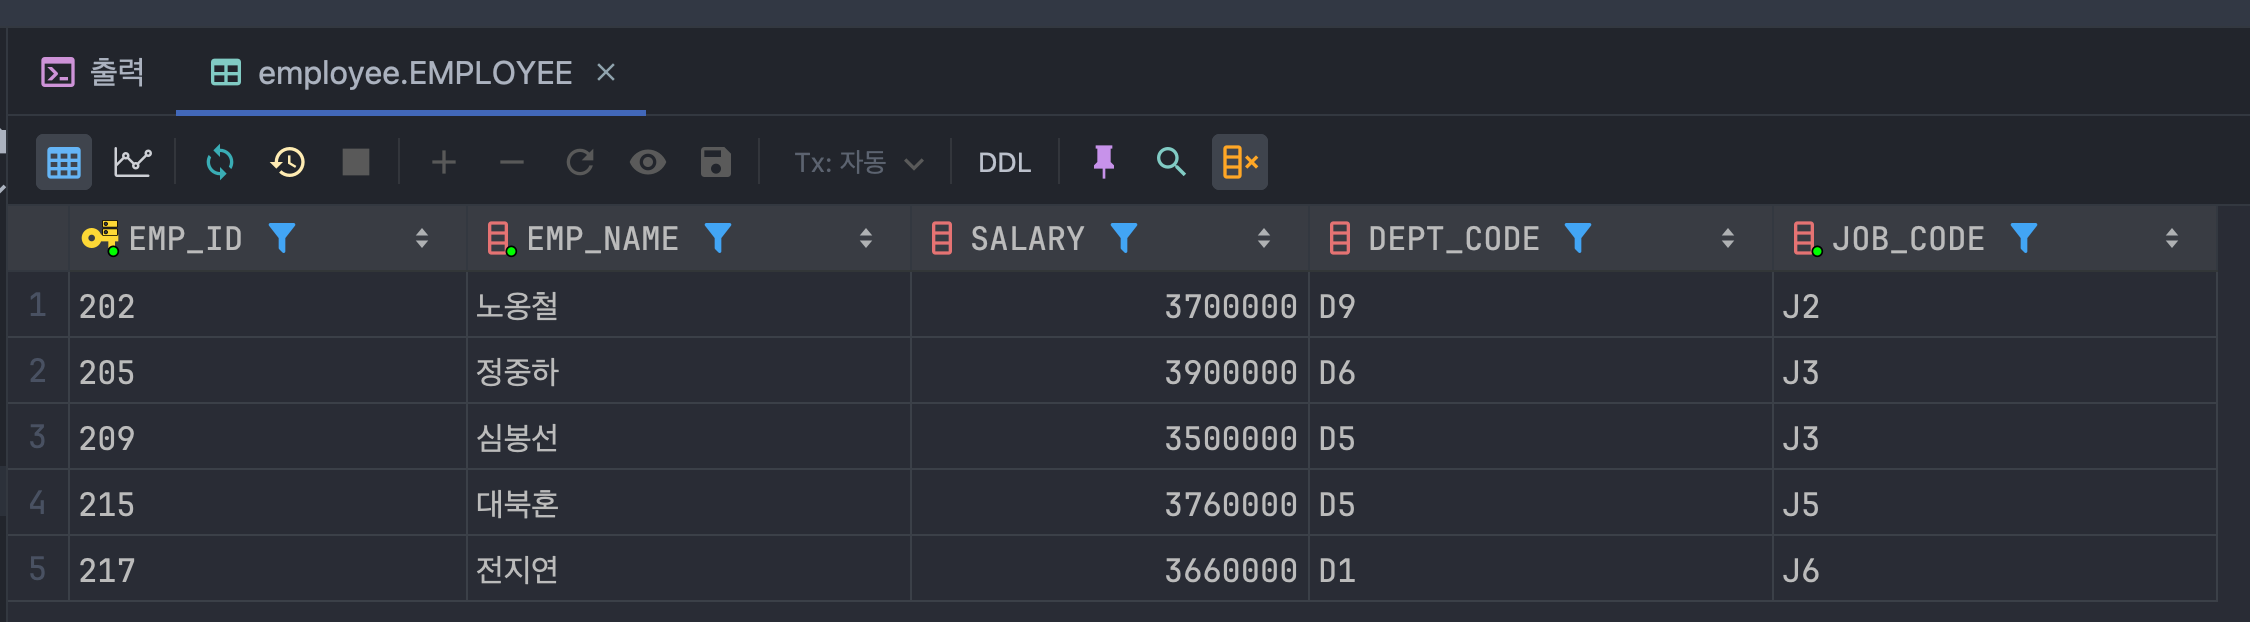 출력 employee.EMPLOYEE
Tx: 자동 DDL
EMP_ID EMP_NAME SALARY DEPT_CODE JOB_CODE
1 202 노옹철 3700000 D9 J2
2 205 정중하 3900000 D6 J3
3 209 심봉선 3500000 D5 J3
4 215 대북혼 3760000 D5 J5
5 217 전지연 3660000 D1 J6